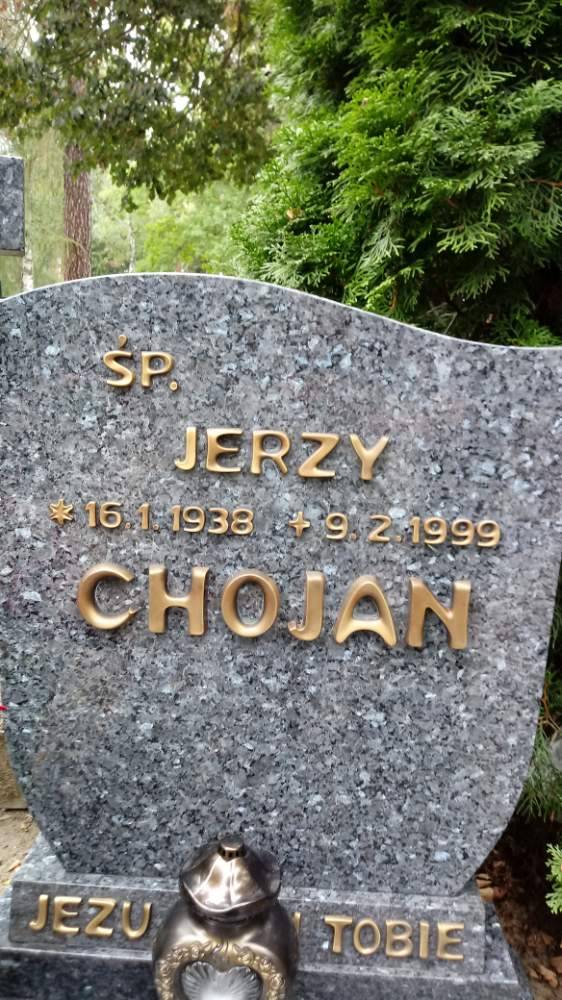 ŚP.
JERZY
* 16.1.1938 + 9.2.1999
CHOJAN
JEZU TOBIE